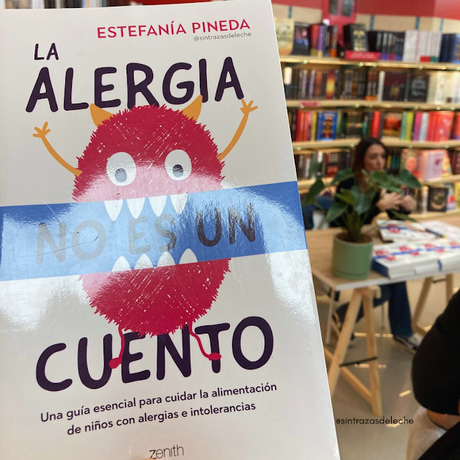 ESTEFANÍA PINEDA
@sintrazasdeleche
LA
ALERGIA
NO ES UN
CUENTO
Una guía esencial para cuidar la alimentación
de niños con alergias e intolerancias
zenith
@sintrazasdeleche